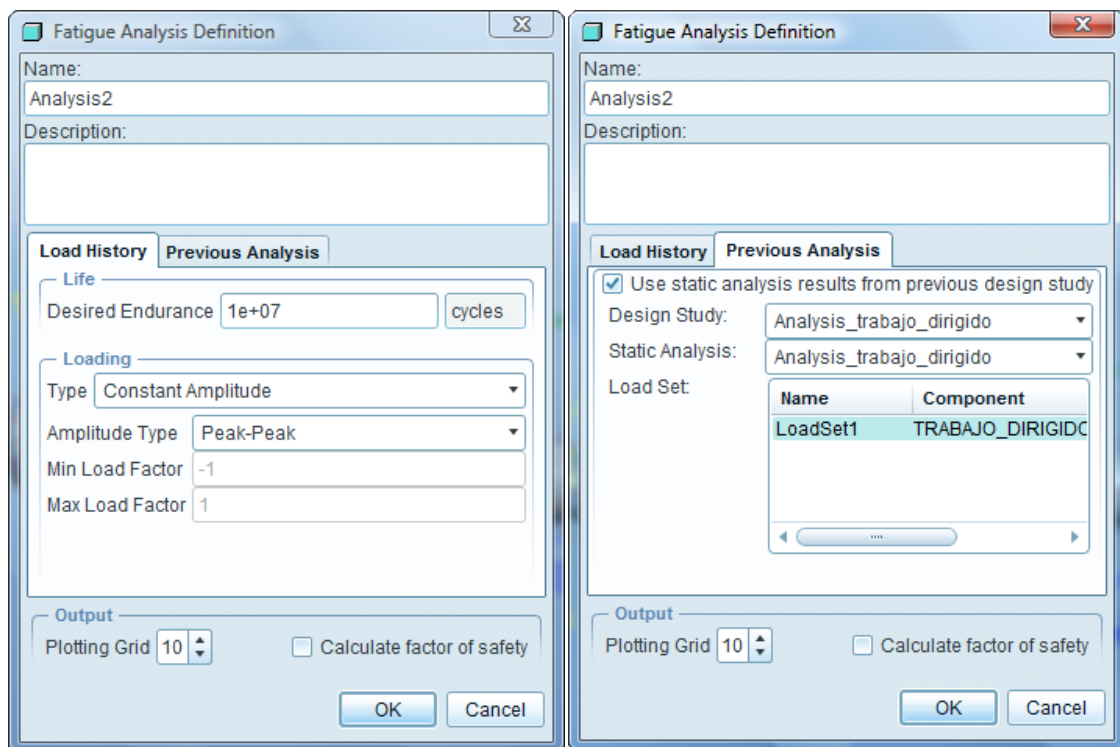 Fatigue Analysis Definition
Name:
Analysis2
Description:
Load History Previous Analysis
Life
Desired Endurance 1e+07 cycles
Loading
Type Constant Amplitude
Amplitude Type Peak-Peak
Min Load Factor -1
Max Load Factor 1
Output
Plotting Grid 10 Calculate factor of safety
OK Cancel
Fatigue Analysis Definition
Name:
Analysis2
Description:
Load History Previous Analysis
Use static analysis results from previous design study
Design Study: Analysis_trabajo_dirigido
Static Analysis: Analysis_trabajo_dirigido
Load Set: Name Component
LoadSet1 TRABAJO_DIRIGIDO
Output
Plotting Grid 10 Calculate factor of safety
OK Cancel